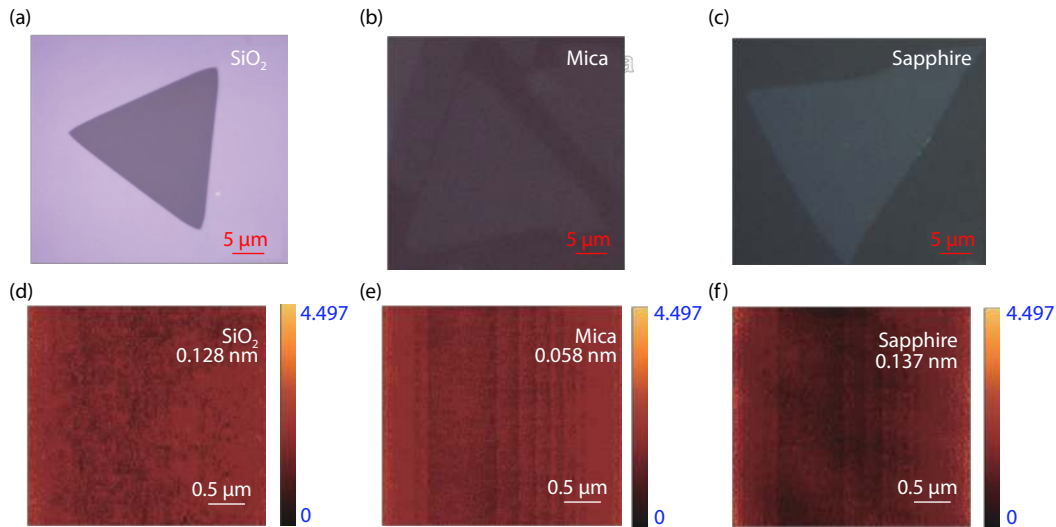 (a)
SiO₂
5 μm
(b)
Mica
5 μm
(c)
Sapphire
5 μm
(d)
SiO₂
0.128 nm
0.5 μm
4.497
0
(e)
Mica
0.058 nm
0.5 μm
4.497
0
(f)
Sapphire
0.137 nm
0.5 μm
4.497
0